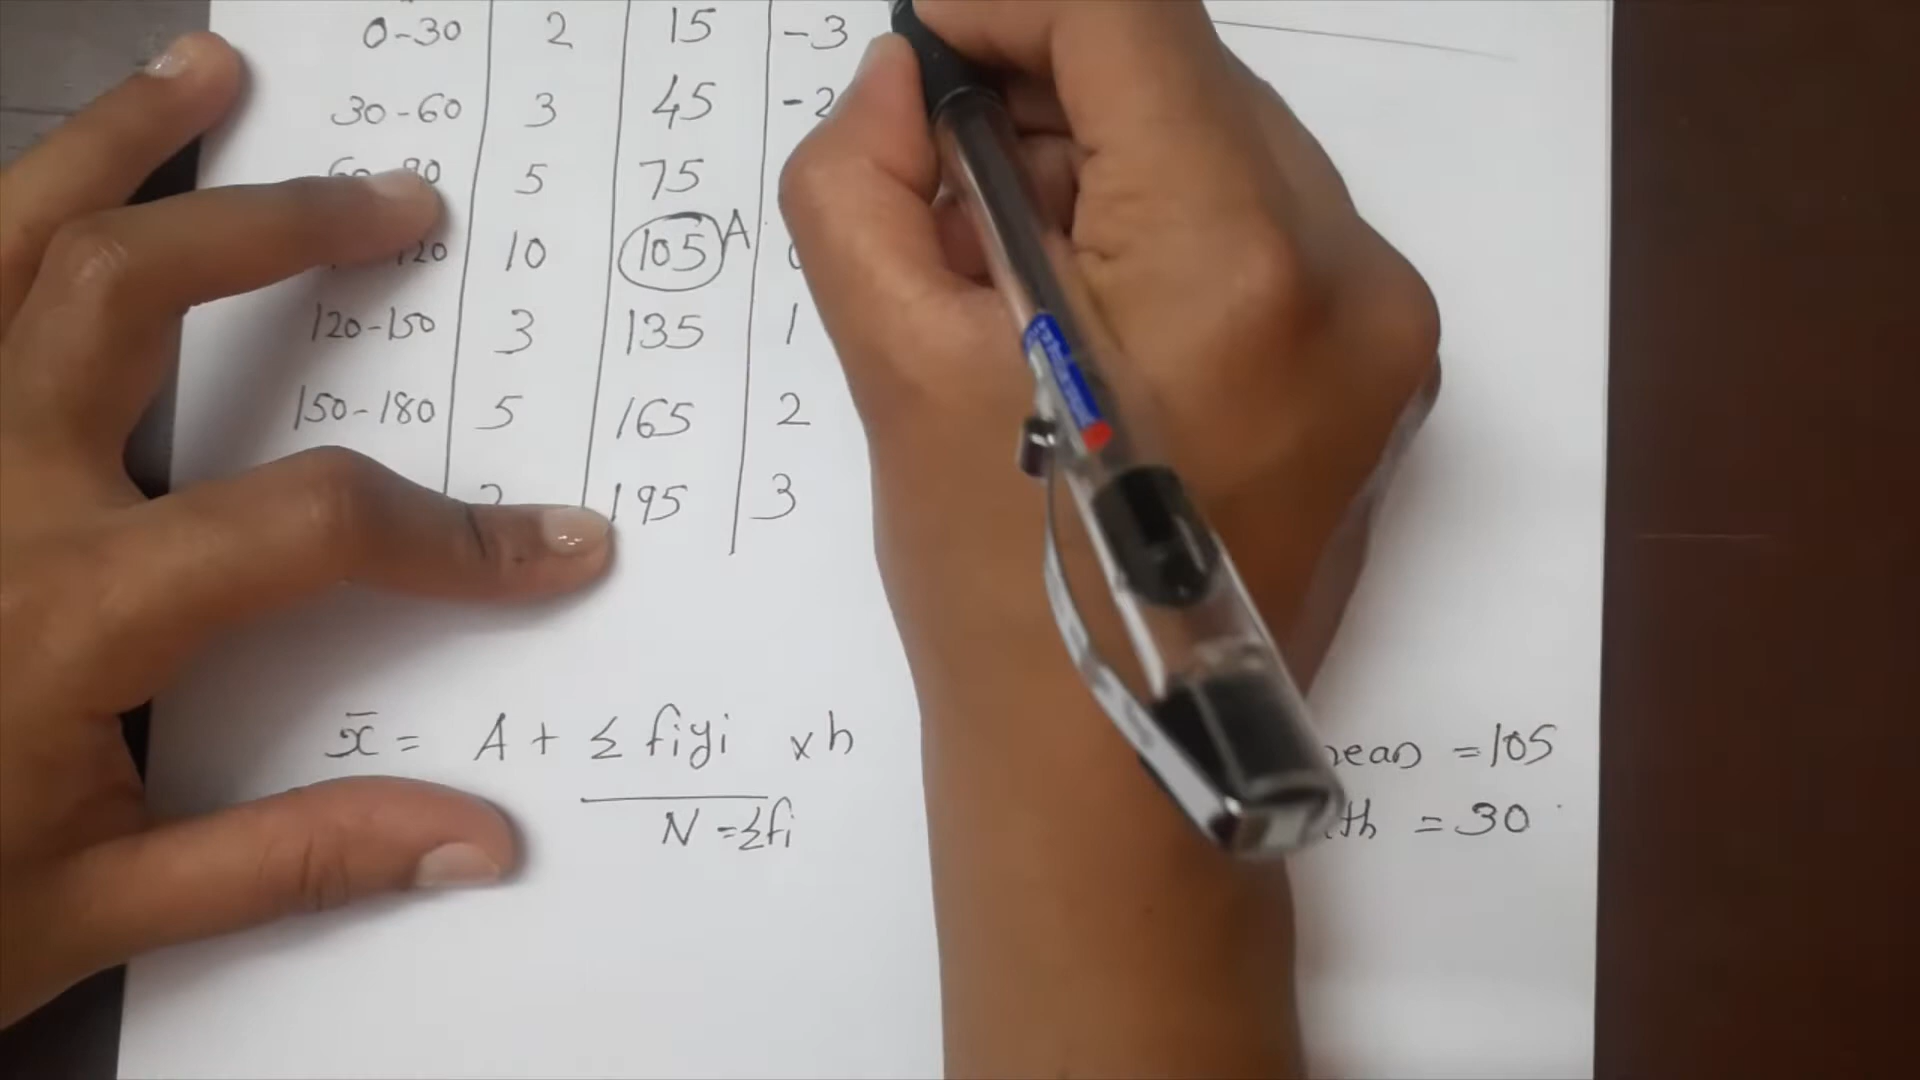 0-30 2 15 -3
30-60 3 45 -2
5 75
10 105 A
120-150 3 135 1
150-180 5 165 2
195 3
x̄ = A + Σ fiyi × h
N = Σfi
= 105
= 30